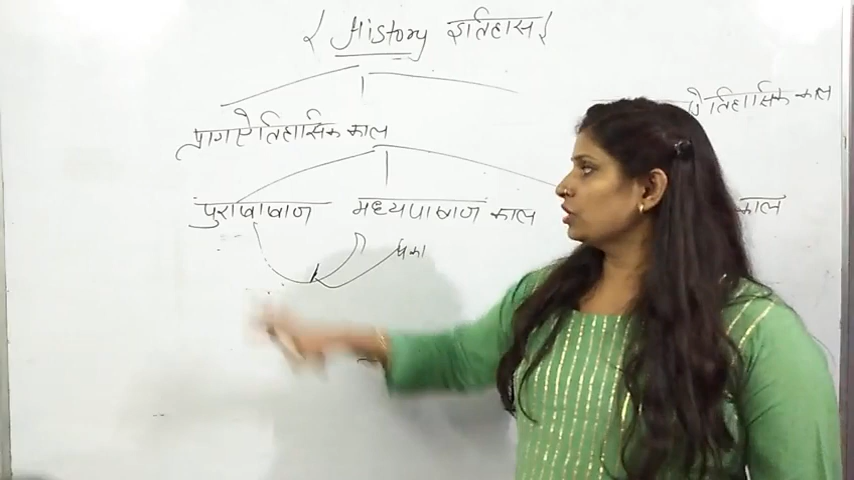 { History इतिहास {
प्रागऐतिहासिक काल
ऐतिहासिक काल
पुरापाषाण मध्यपाषाण काल काल